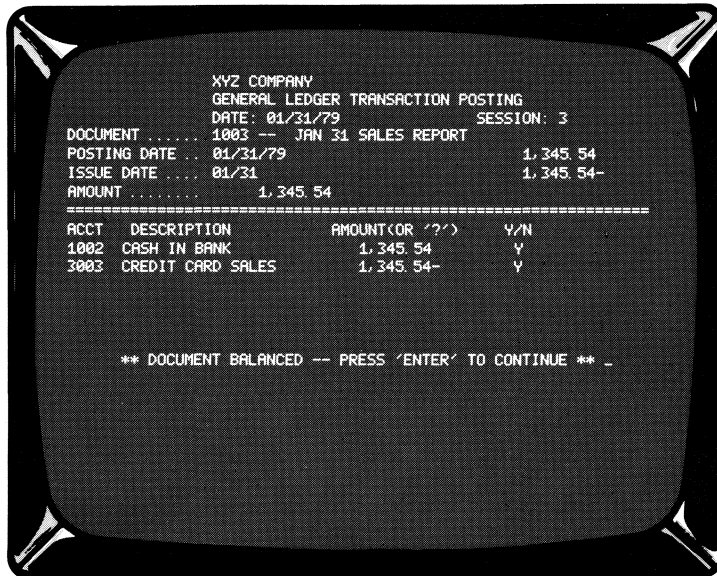 XYZ COMPANY
GENERAL LEDGER TRANSACTION POSTING
DATE: 01/31/79 SESSION: 3
DOCUMENT ...... 1003 -- JAN 31 SALES REPORT
POSTING DATE .. 01/31/79 1,345.54
ISSUE DATE .... 01/31 1,345.54-
AMOUNT ........ 1,345.54
================================================================
ACCT DESCRIPTION AMOUNT(OR '?') Y/N
1002 CASH IN BANK 1,345.54 Y
3003 CREDIT CARD SALES 1,345.54- Y
** DOCUMENT BALANCED -- PRESS 'ENTER' TO CONTINUE ** _